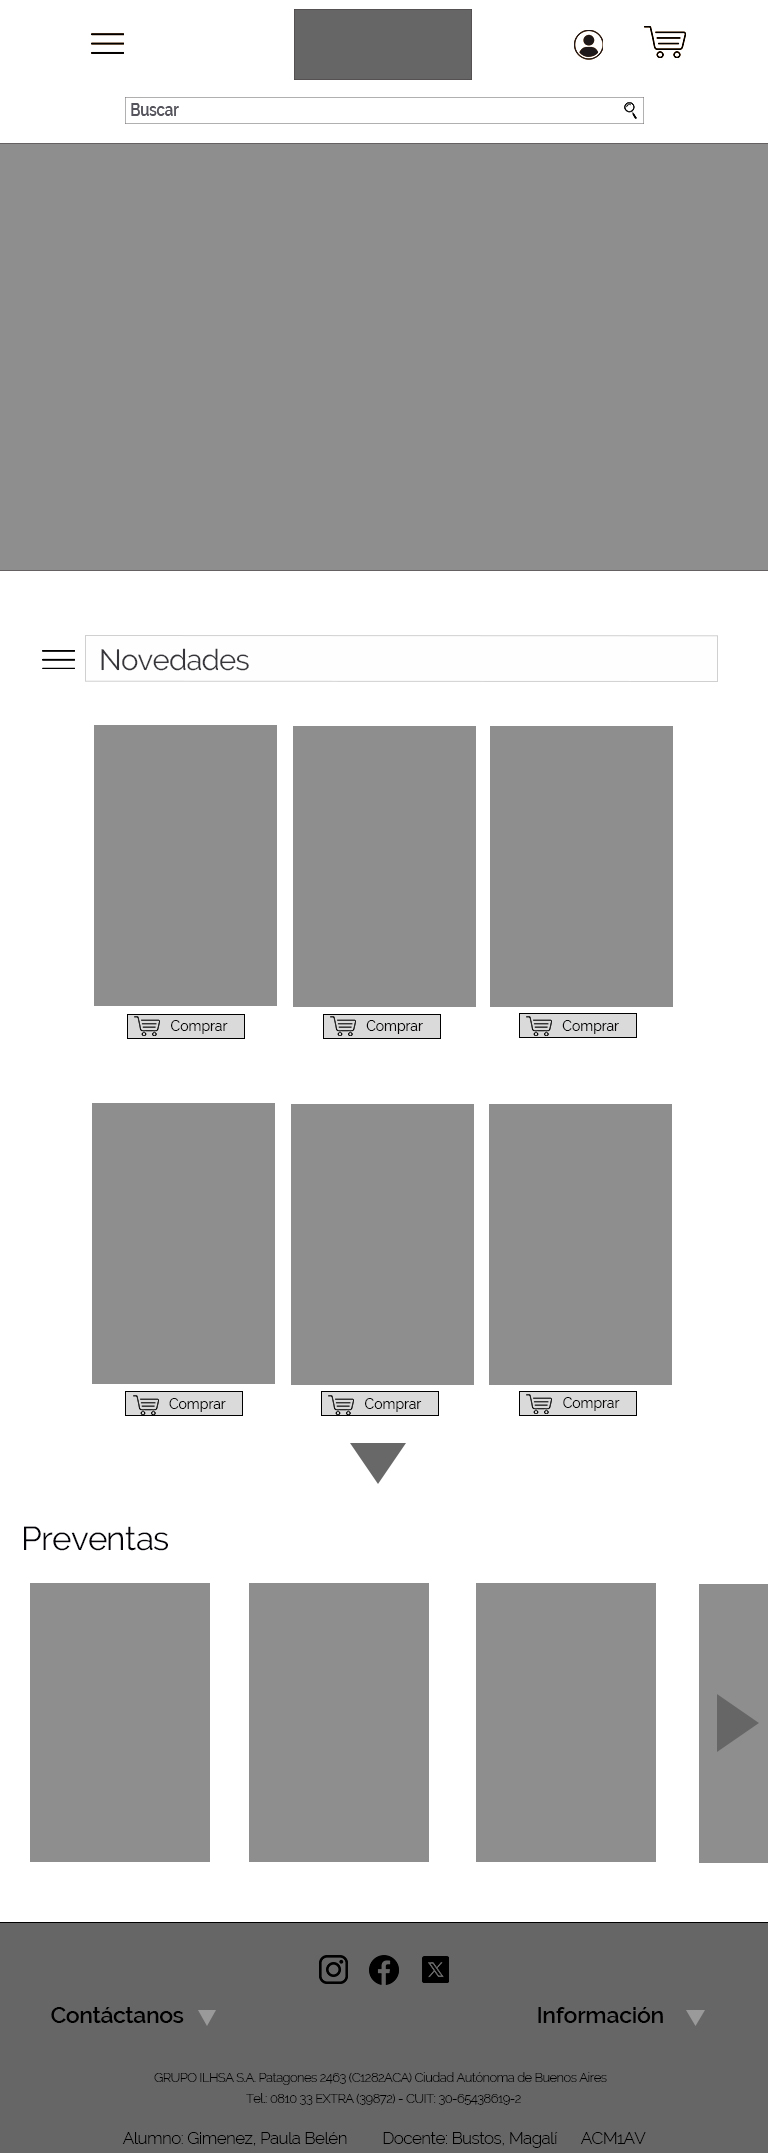 Buscar
Novedades
Comprar Comprar Comprar
Comprar Comprar Comprar
Preventas
Contáctanos Información
GRUPO ILHSA S.A. Patagones 2463 (C1282ACA) Ciudad Autónoma de Buenos Aires
Tel.: 0810 33 EXTRA (39872) - CUIT: 30-65438619-2
Alumno: Gimenez, Paula Belén Docente: Bustos, Magalí ACM1AV